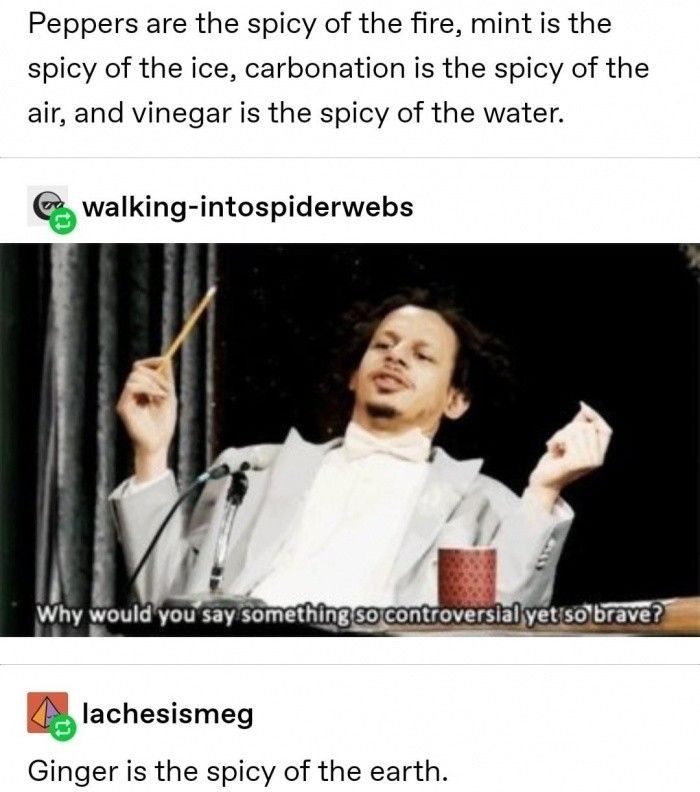 Peppers are the spicy of the fire, mint is the
spicy of the ice, carbonation is the spicy of the
air, and vinegar is the spicy of the water.
walking-intospiderwebs
Why would you say something so controversial yet so brave?
lachesismeg
Ginger is the spicy of the earth.